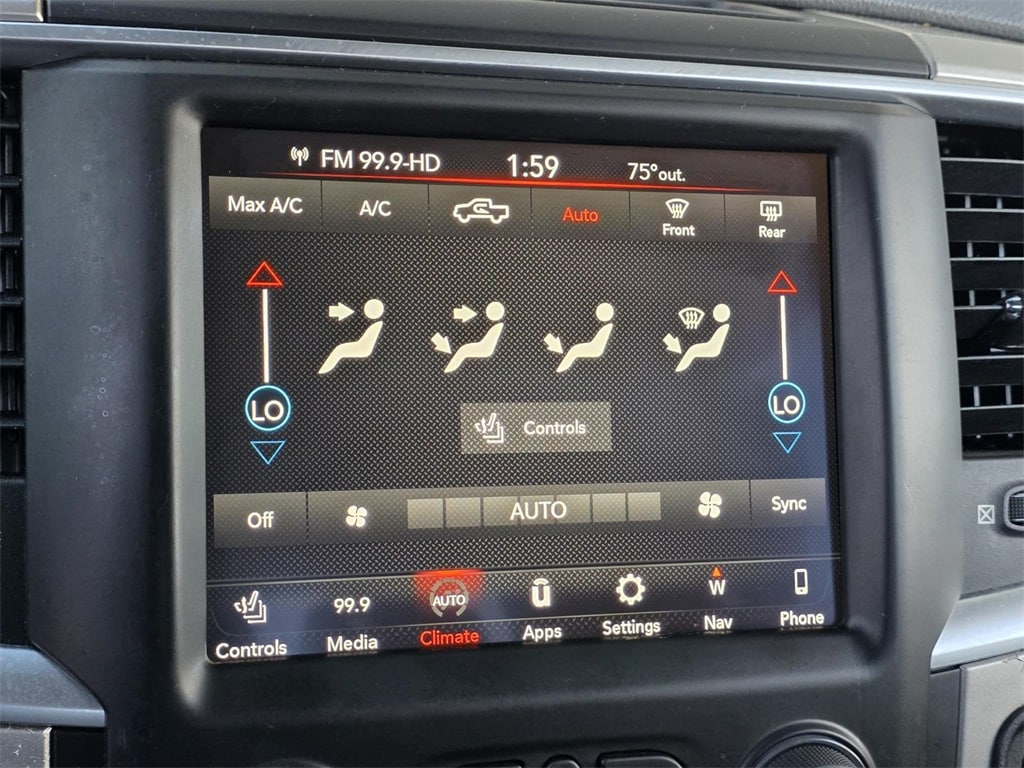 FM 99.9-HD 1:59 75°out.
Max A/C A/C Auto Front Rear
LO LO
Controls
Off AUTO Sync
99.9 AUTO W
Controls Media Climate Apps Settings Nav Phone